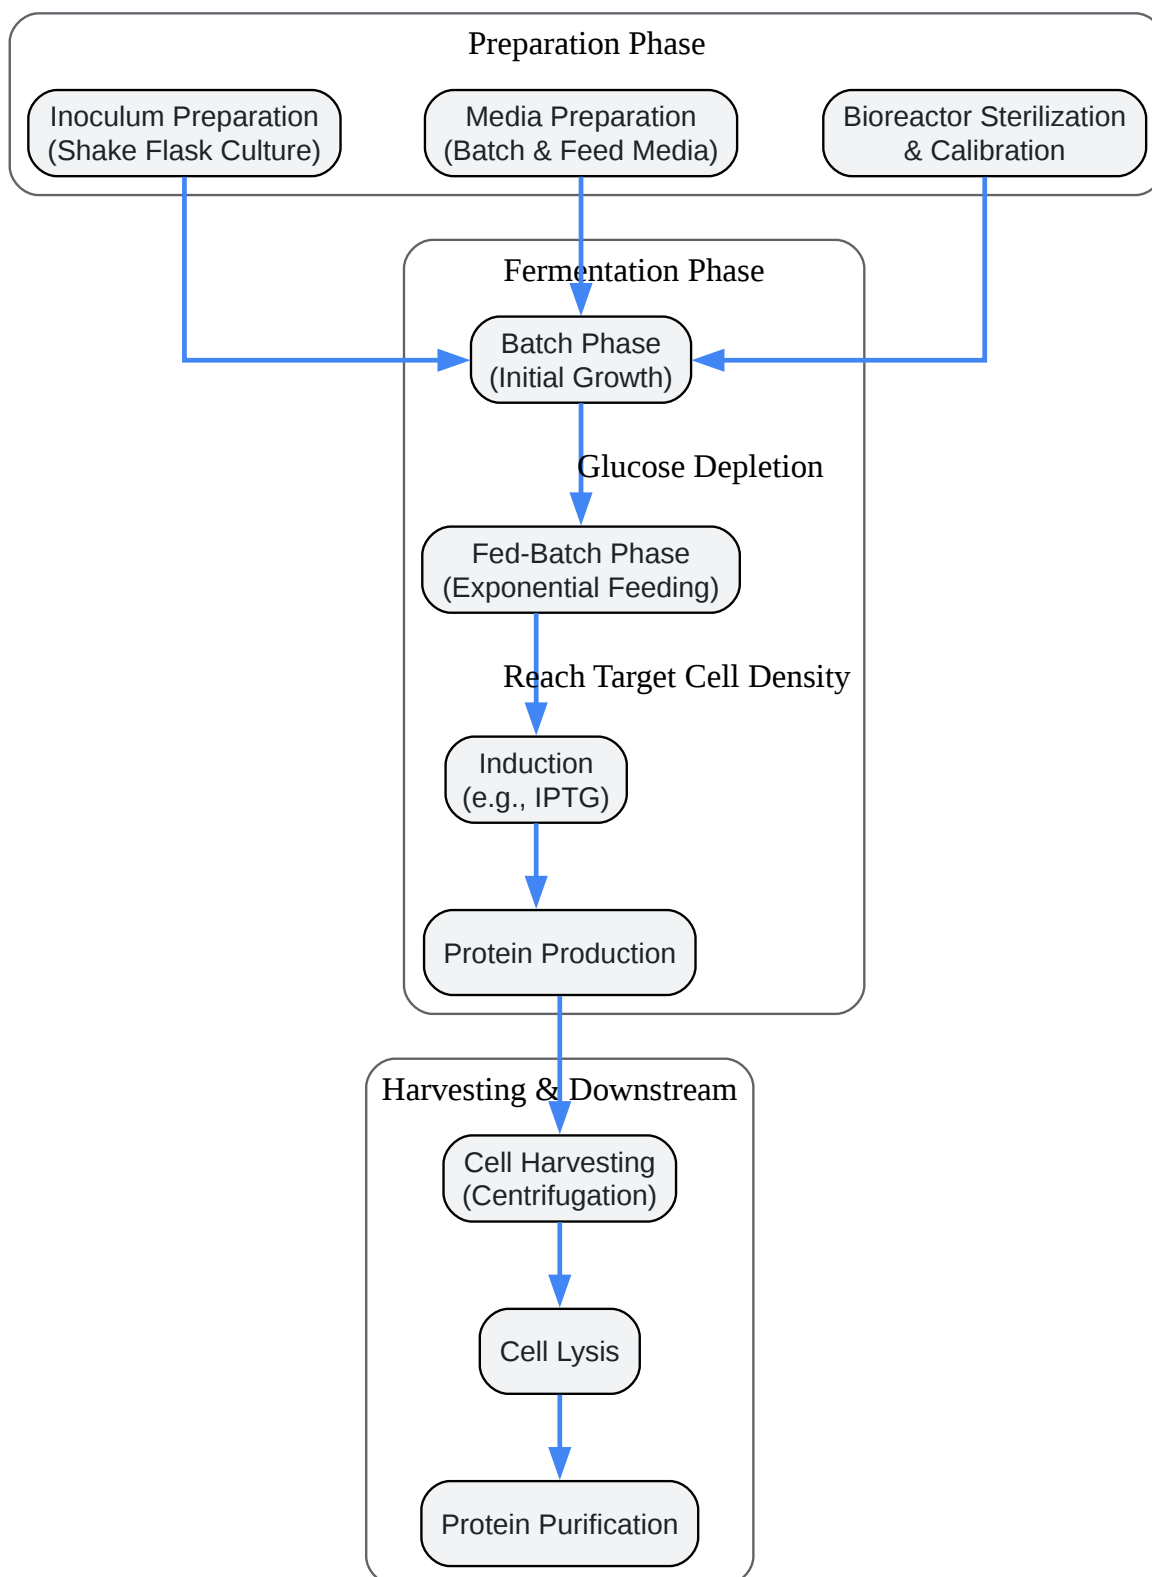 Preparation Phase
Inoculum Preparation
(Shake Flask Culture)
Media Preparation
(Batch & Feed Media)
Bioreactor Sterilization
& Calibration
Fermentation Phase
Batch Phase
(Initial Growth)
Glucose Depletion
Fed-Batch Phase
(Exponential Feeding)
Reach Target Cell Density
Induction
(e.g., IPTG)
Protein Production
Harvesting & Downstream
Cell Harvesting
(Centrifugation)
Cell Lysis
Protein Purification